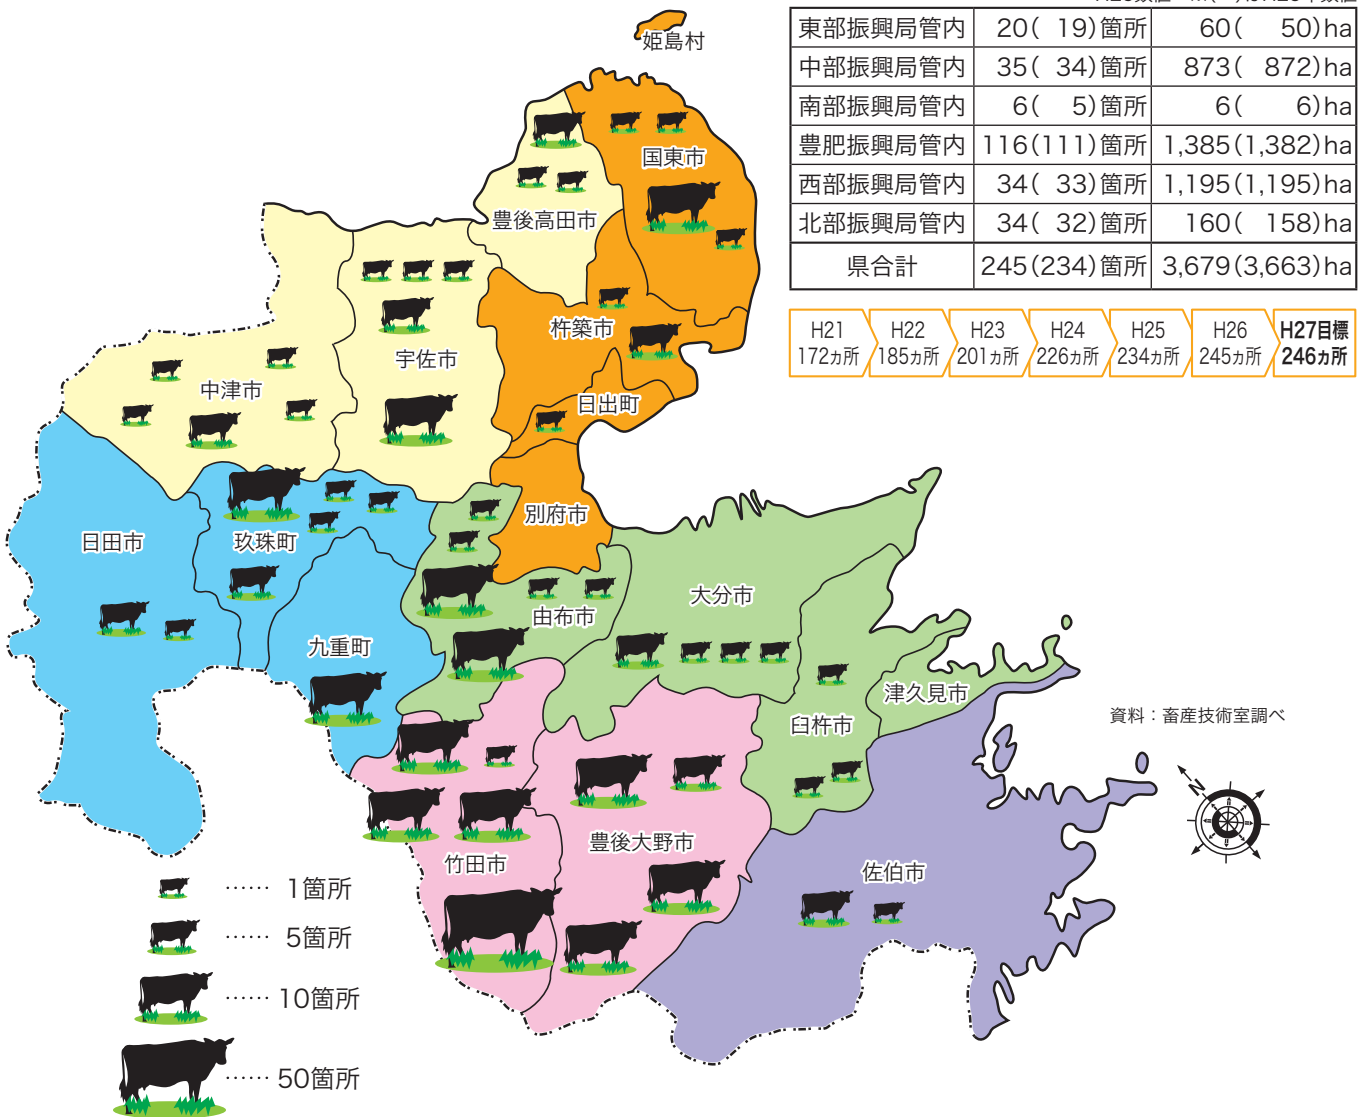 東部振興局管内 20( 19)箇所 60( 50)ha
中部振興局管内 35( 34)箇所 873( 872)ha
南部振興局管内 6( 5)箇所 6( 6)ha
豊肥振興局管内 116(111)箇所 1,385(1,382)ha
西部振興局管内 34( 33)箇所 1,195(1,195)ha
北部振興局管内 34( 32)箇所 160( 158)ha
県合計 245(234)箇所 3,679(3,663)ha
H21 H22 H23 H24 H25 H26 H27目標
172ヵ所 185ヵ所 201ヵ所 226ヵ所 234ヵ所 245ヵ所 246ヵ所
姫島村
国東市
豊後高田市
杵築市
宇佐市
中津市
日出町
別府市
日田市
玖珠町
大分市
由布市
九重町
津久見市
臼杵市
資料:畜産技術室調べ
N
豊後大野市
竹田市
佐伯市
…… 1箇所
…… 5箇所
…… 10箇所
…… 50箇所